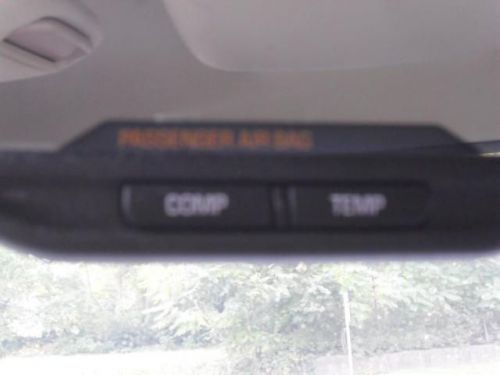 PASSENGER AIR BAG
COMP TEMP